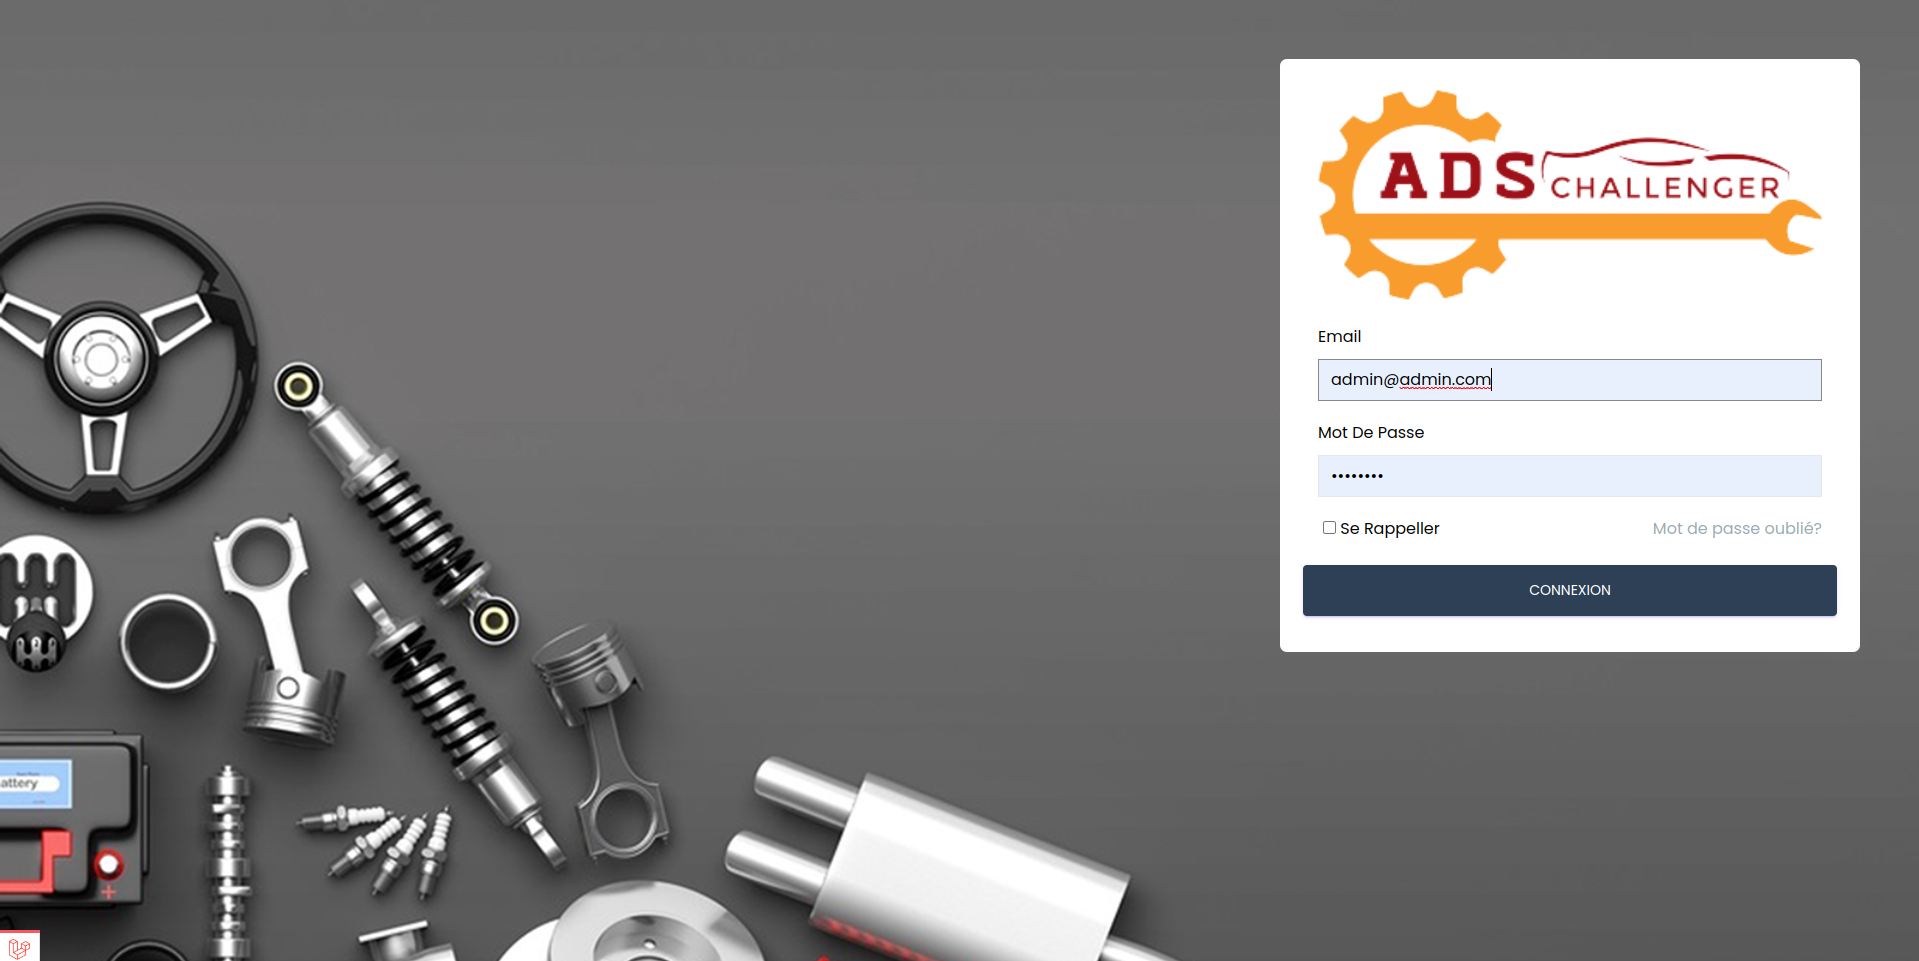 ADS CHALLENGER
Email
admin@admin.com
Mot De Passe
••••••••
Se Rappeller
Mot de passe oublié?
CONNEXION
attery